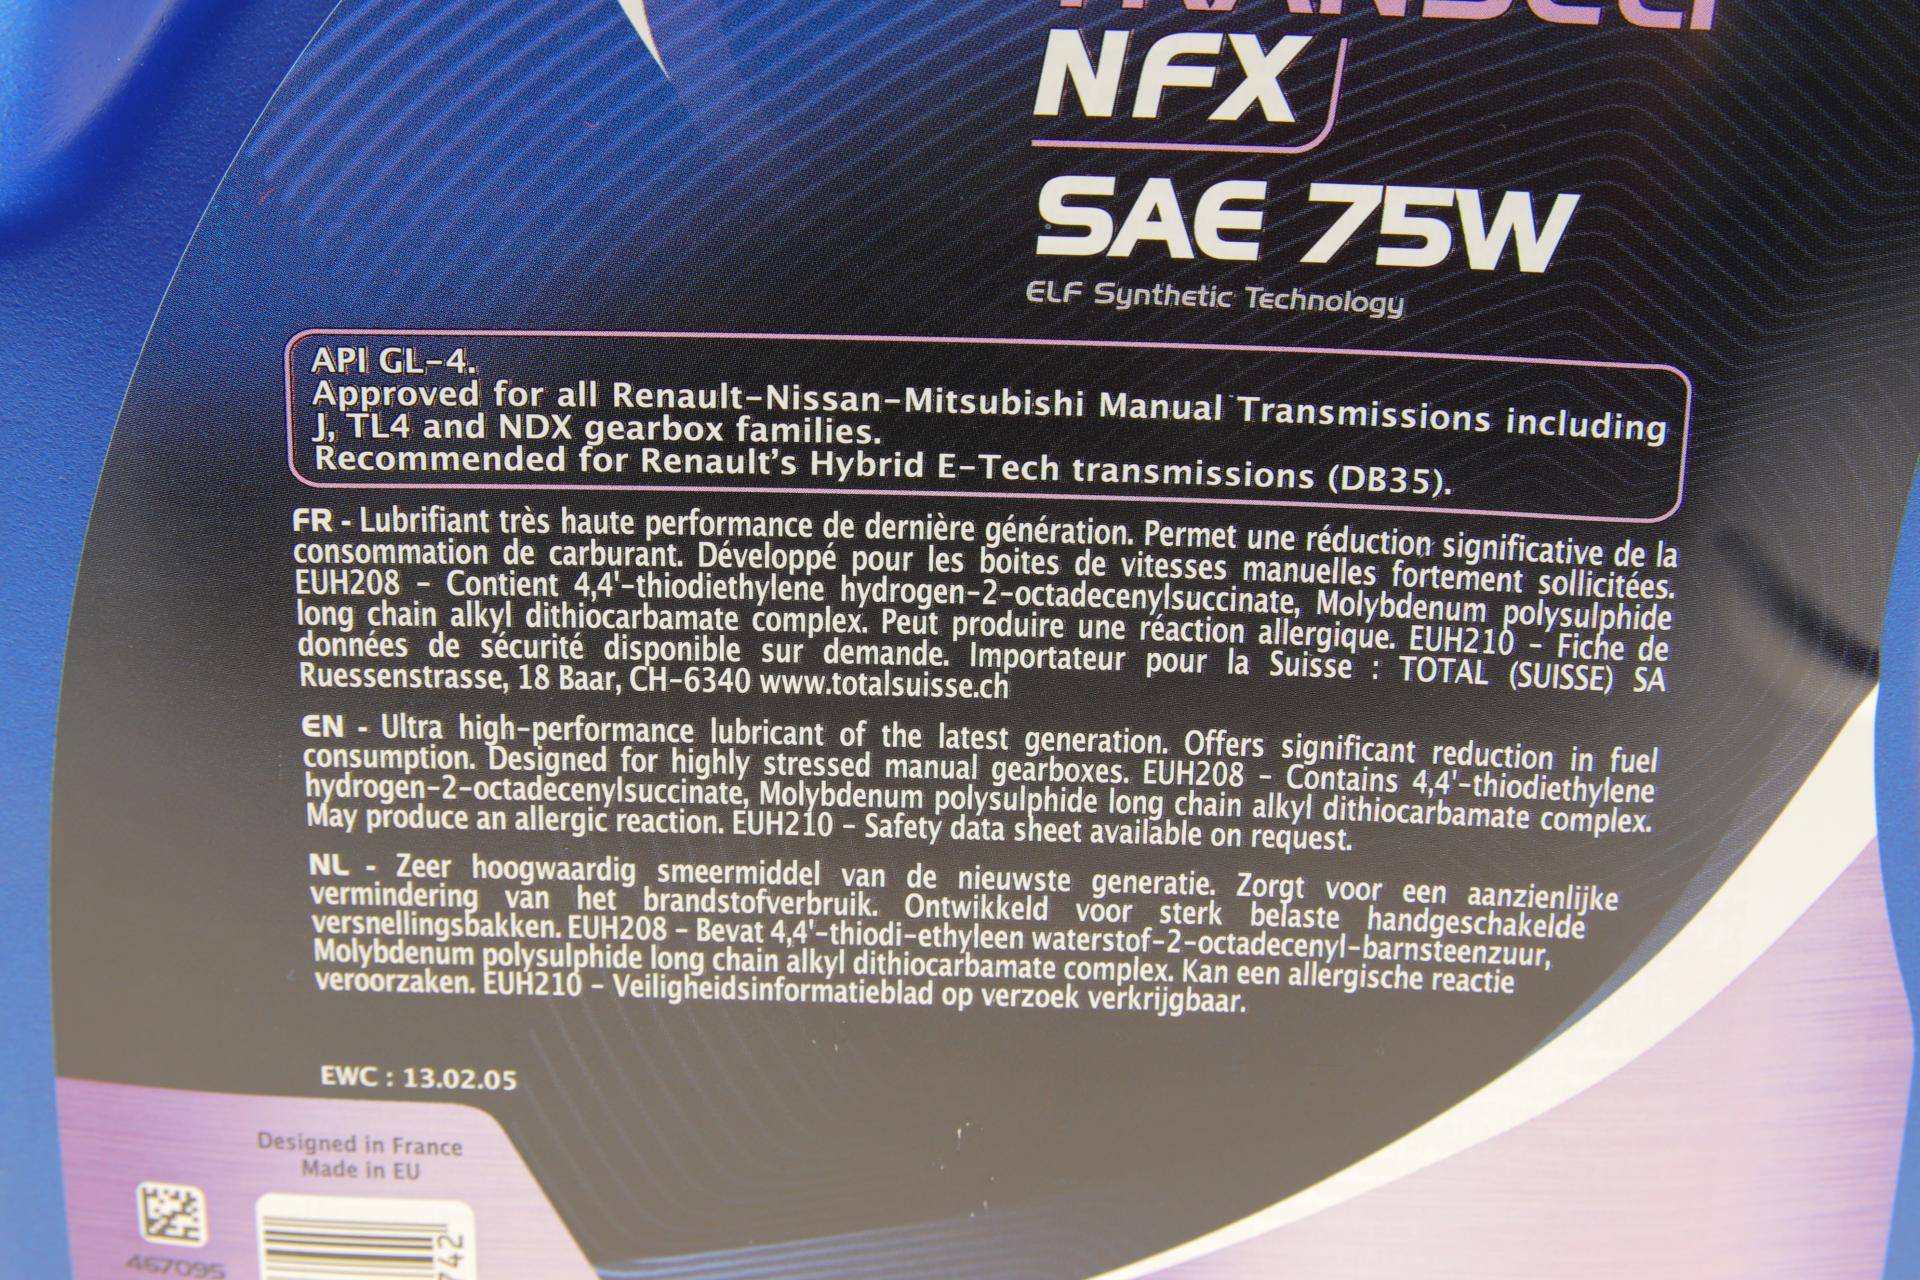 NFX
SAE 75W
ELF Synthetic Technology
API GL-4.
Approved for all Renault-Nissan-Mitsubishi Manual Transmissions including
J, TL4 and NDX gearbox families.
Recommended for Renault's Hybrid E-Tech transmissions (DB35).
FR - Lubrifiant très haute performance de dernière génération. Permet une réduction significative de la
consommation de carburant. Développé pour les boites de vitesses manuelles fortement sollicitées.
EUH208 - Contient 4,4'-thiodiethylene hydrogen-2-octadecenylsuccinate, Molybdenum polysulphide
long chain alkyl dithiocarbamate complex. Peut produire une réaction allergique. EUH210 - Fiche de
données de sécurité disponible sur demande. Importateur pour la Suisse : TOTAL (SUISSE) SA
Ruessenstrasse, 18 Baar, CH-6340 www.totalsuisse.ch
EN - Ultra high-performance lubricant of the latest generation. Offers significant reduction in fuel
consumption. Designed for highly stressed manual gearboxes. EUH208 - Contains 4,4'-thiodiethylene
hydrogen-2-octadecenylsuccinate, Molybdenum polysulphide long chain alkyl dithiocarbamate complex.
May produce an allergic reaction. EUH210 - Safety data sheet available on request.
NL - Zeer hoogwaardig smeermiddel van de nieuwste generatie. Zorgt voor een aanzienlijke
vermindering van het brandstofverbruik. Ontwikkeld voor sterk belaste handgeschakelde
versnellingsbakken. EUH208 - Bevat 4,4'-thiodi-ethyleen waterstof-2-octadecenyl-barnsteenzuur,
Molybdenum polysulphide long chain alkyl dithiocarbamate complex. Kan een allergische reactie
veroorzaken. EUH210 - Veiligheidsinformatieblad op verzoek verkrijgbaar.
EWC : 13.02.05
Designed in France
Made in EU
467095
742